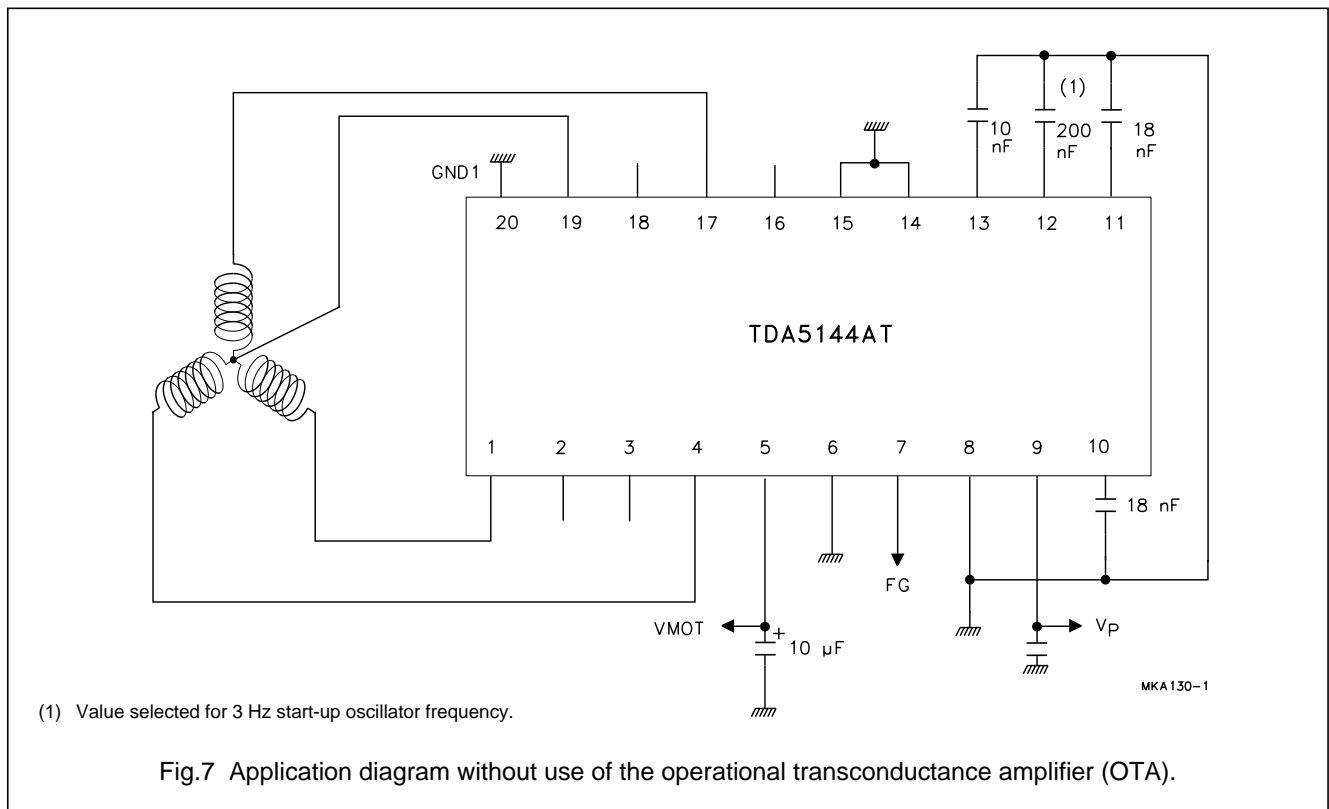 (1)
10 nF
200 nF
18 nF
GND1
20 19 18 17 16 15 14 13 12 11
TDA5144AT
1 2 3 4 5 6 7 8 9 10
18 nF
FG
VMOT
+
10 µF
VP
MKA130-1
(1) Value selected for 3 Hz start-up oscillator frequency.
Fig.7 Application diagram without use of the operational transconductance amplifier (OTA).